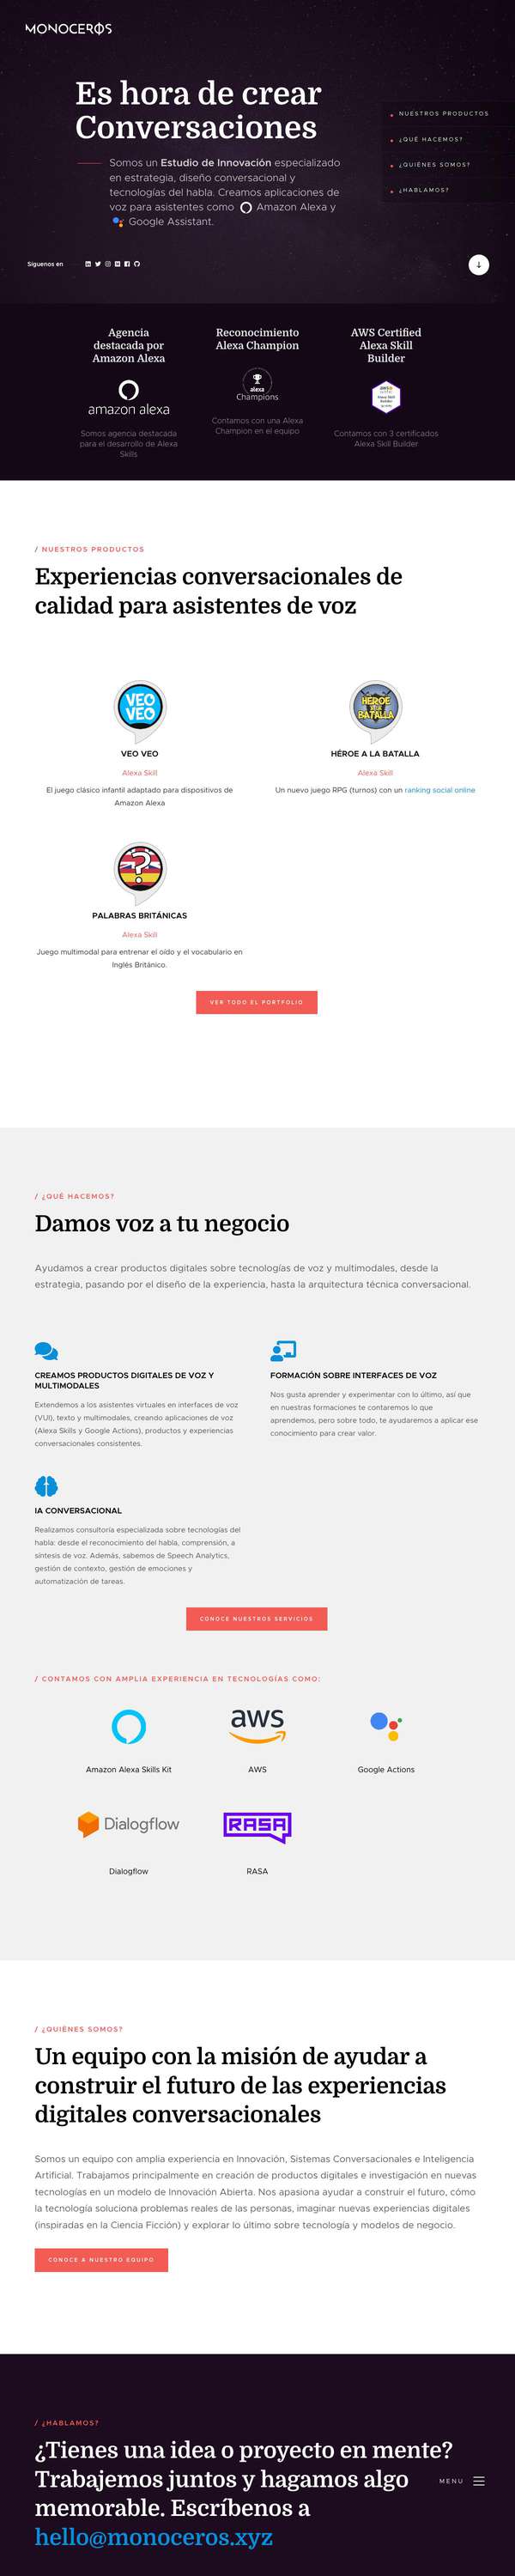 MONOCEROS
Es hora de crear
Conversaciones
Somos un Estudio de Innovación especializado
en estrategia, diseño conversacional y
tecnologías del habla. Creamos aplicaciones de
voz para asistentes como Amazon Alexa y
Google Assistant.
NUESTROS PRODUCTOS
¿QUÉ HACEMOS?
¿QUIÉNES SOMOS?
¿HABLAMOS?
Síguenos en
Agencia
destacada por
Amazon Alexa
amazon alexa
Somos agencia destacada
para el desarrollo de Alexa
Skills
Reconocimiento
Alexa Champion
alexa
Champions
Contamos con una Alexa
Champion en el equipo
AWS Certified
Alexa Skill
Builder
aws
Contamos con 3 certificados
Alexa Skill Builder
/ NUESTROS PRODUCTOS
Experiencias conversacionales de
calidad para asistentes de voz
VEO
VEO
VEO VEO
Alexa Skill
El juego clásico infantil adaptado para dispositivos de
Amazon Alexa
HÉROE
A LA
BATALLA
HÉROE A LA BATALLA
Alexa Skill
Un nuevo juego RPG (turnos) con un ranking social online
?
PALABRAS BRITÁNICAS
Alexa Skill
Juego multimodal para entrenar el oído y el vocabulario en
Inglés Británico.
VER TODO EL PORTFOLIO
/ ¿QUÉ HACEMOS?
Damos voz a tu negocio
Ayudamos a crear productos digitales sobre tecnologías de voz y multimodales, desde la
estrategia, pasando por el diseño de la experiencia, hasta la arquitectura técnica conversacional.
CREAMOS PRODUCTOS DIGITALES DE VOZ Y
MULTIMODALES
Extendemos a los asistentes virtuales en interfaces de voz
(VUI), texto y multimodales, creando aplicaciones de voz
(Alexa Skills y Google Actions), productos y experiencias
conversacionales consistentes.
FORMACIÓN SOBRE INTERFACES DE VOZ
Nos gusta aprender y experimentar con lo último, así que
en nuestras formaciones te contaremos lo que
aprendemos, pero sobre todo, te ayudaremos a aplicar ese
conocimiento para crear valor.
IA CONVERSACIONAL
Realizamos consultoría especializada sobre tecnologías del
habla: desde el reconocimiento del habla, comprensión, a
síntesis de voz. Además, sabemos de Speech Analytics,
gestión de contexto, gestión de emociones y
automatización de tareas.
CONOCE NUESTROS SERVICIOS
/ CONTAMOS CON AMPLIA EXPERIENCIA EN TECNOLOGÍAS COMO:
Amazon Alexa Skills Kit
aws
AWS
Google Actions
Dialogflow
Dialogflow
RASA
RASA
/ ¿QUIÉNES SOMOS?
Un equipo con la misión de ayudar a
construir el futuro de las experiencias
digitales conversacionales
Somos un equipo con amplia experiencia en Innovación, Sistemas Conversacionales e Inteligencia
Artificial. Trabajamos principalmente en creación de productos digitales e investigación en nuevas
tecnologías en un modelo de Innovación Abierta. Nos apasiona ayudar a construir el futuro, cómo
la tecnología soluciona problemas reales de las personas, imaginar nuevas experiencias digitales
(inspiradas en la Ciencia Ficción) y explorar lo último sobre tecnología y modelos de negocio.
CONOCE A NUESTRO EQUIPO
/ ¿HABLAMOS?
¿Tienes una idea o proyecto en mente?
Trabajemos juntos y hagamos algo
memorable. Escríbenos a
hello@monoceros.xyz
MENU